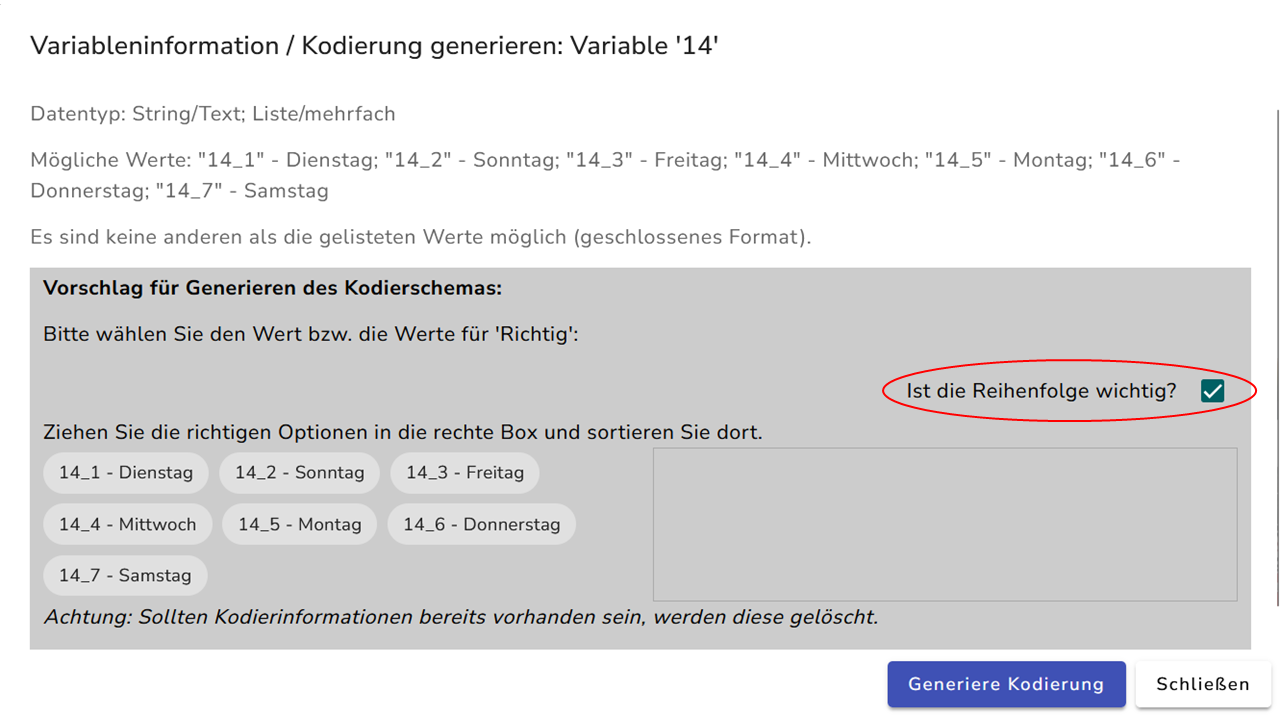 Variableninformation / Kodierung generieren: Variable '14'
Datentyp: String/Text; Liste/mehrfach
Mögliche Werte: "14_1" - Dienstag; "14_2" - Sonntag; "14_3" - Freitag; "14_4" - Mittwoch; "14_5" - Montag; "14_6" -
Donnerstag; "14_7" - Samstag
Es sind keine anderen als die gelisteten Werte möglich (geschlossenes Format).
Vorschlag für Generieren des Kodierschemas:
Bitte wählen Sie den Wert bzw. die Werte für 'Richtig':
Ist die Reihenfolge wichtig?
Ziehen Sie die richtigen Optionen in die rechte Box und sortieren Sie dort.
14_1 - Dienstag 14_2 - Sonntag 14_3 - Freitag
14_4 - Mittwoch 14_5 - Montag 14_6 - Donnerstag
14_7 - Samstag
Achtung: Sollten Kodierinformationen bereits vorhanden sein, werden diese gelöscht.
Generiere Kodierung Schließen